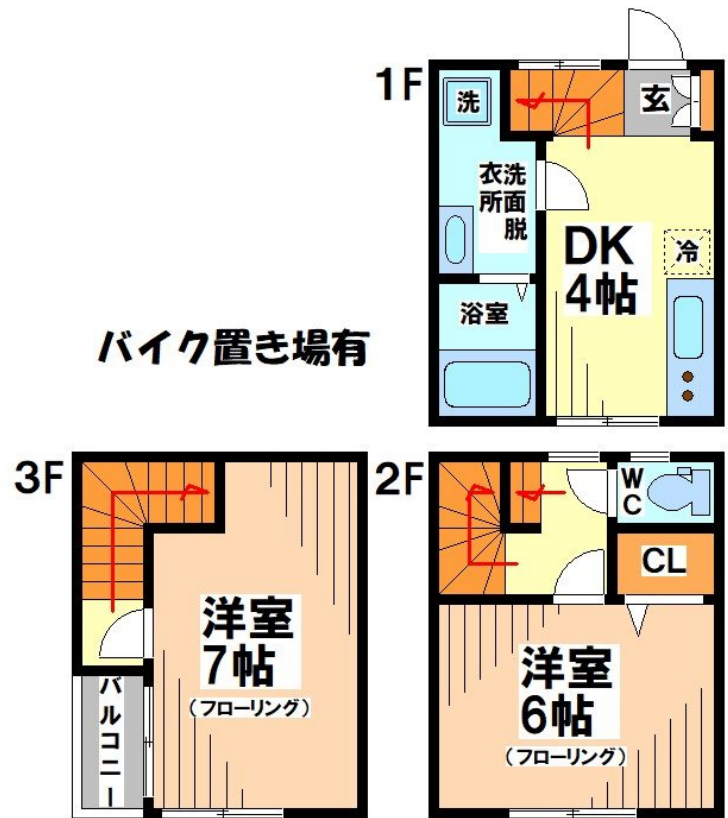 1F
洗
玄
洗面脱
衣所
DK
4帖
冷
浴室
バイク置き場有
3F
洋室
7帖
(フローリング)
バルコニー
2F
WC
CL
洋室
6帖
(フローリング)